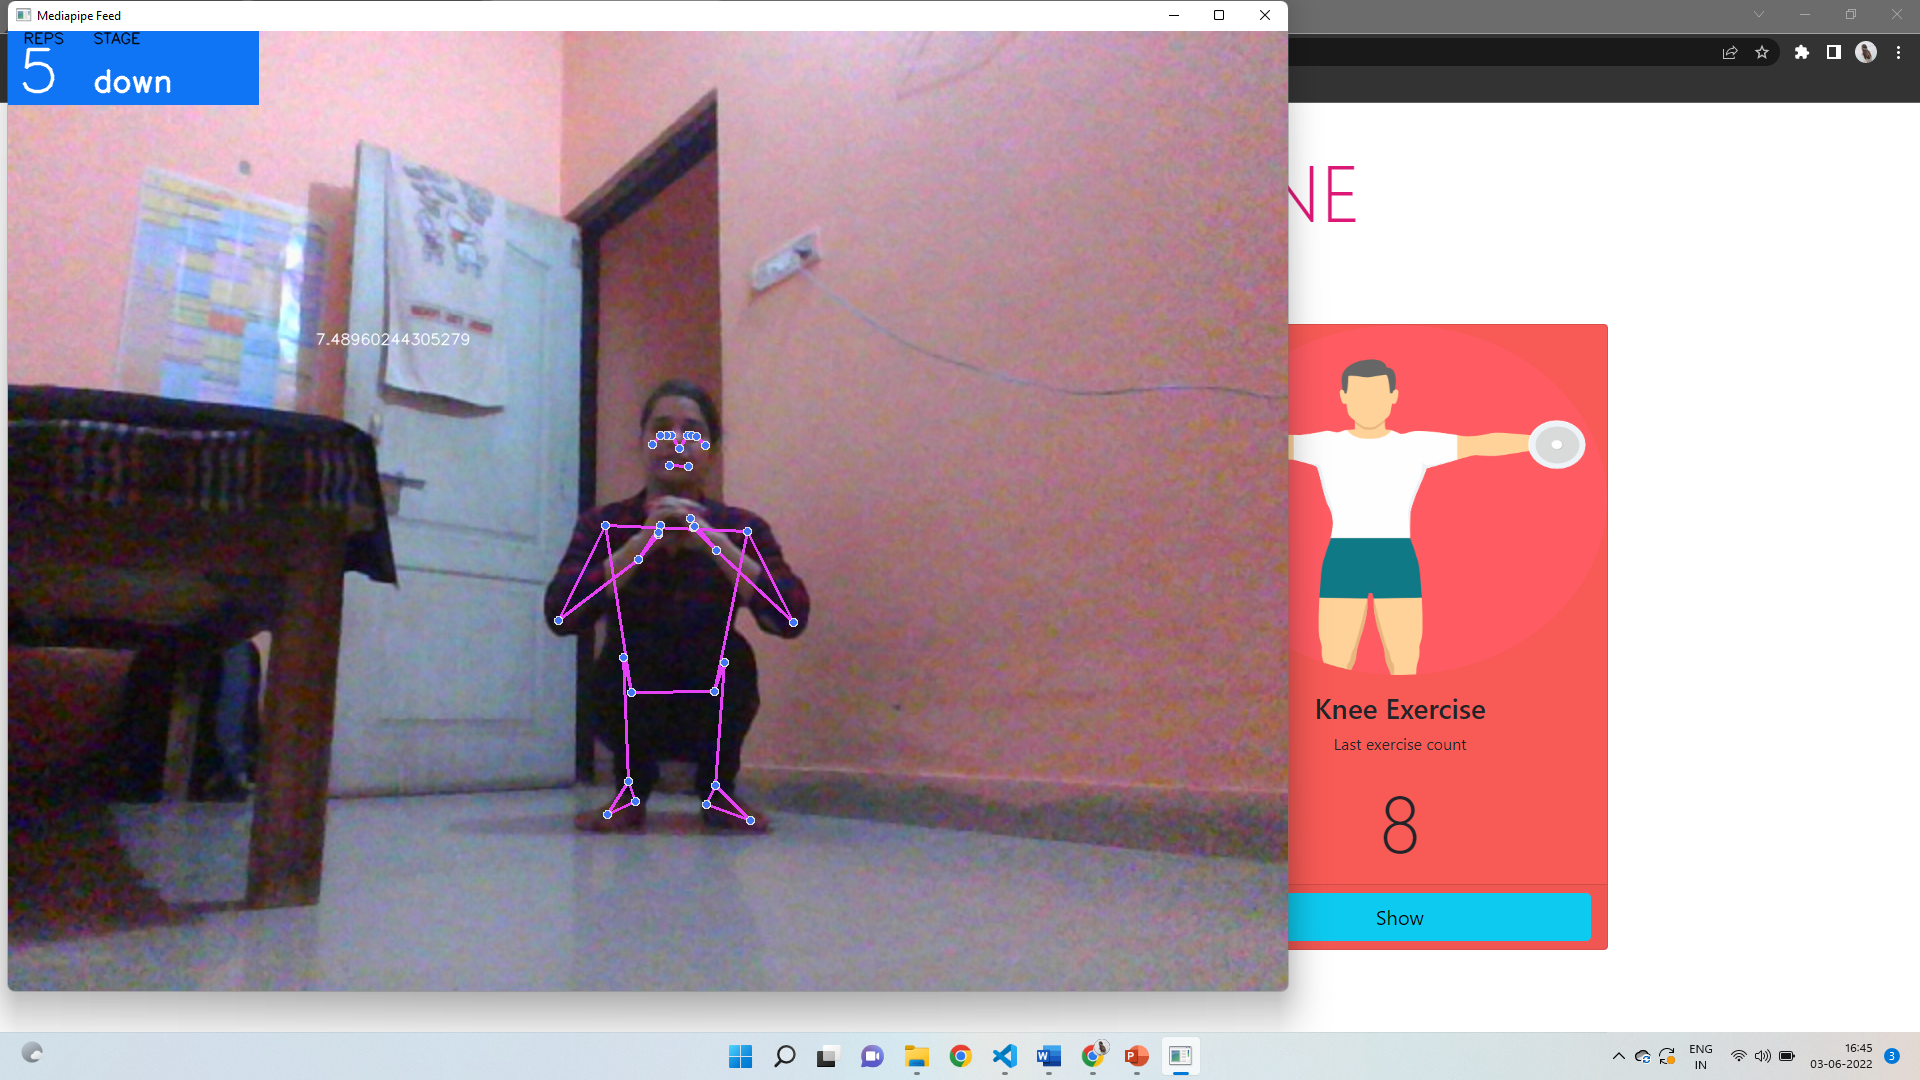 Mediapipe Feed
REPS STAGE
5 down
7.48960244305279
NE
Knee Exercise
Last exercise count
8
Show
ENG
IN
16:45
03-06-2022
3